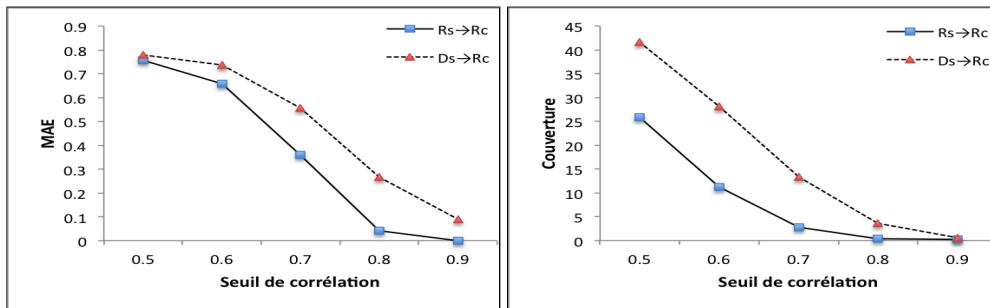 0.9
0.8
0.7
0.6
0.5
0.4
0.3
0.2
0.1
0
MAE
0.5 0.6 0.7 0.8 0.9
Seuil de corrélation
Rs→Rc
Ds→Rc
45
40
35
30
25
20
15
10
5
0
Couverture
0.5 0.6 0.7 0.8 0.9
Seuil de corrélation
Rs→Rc
Ds→Rc